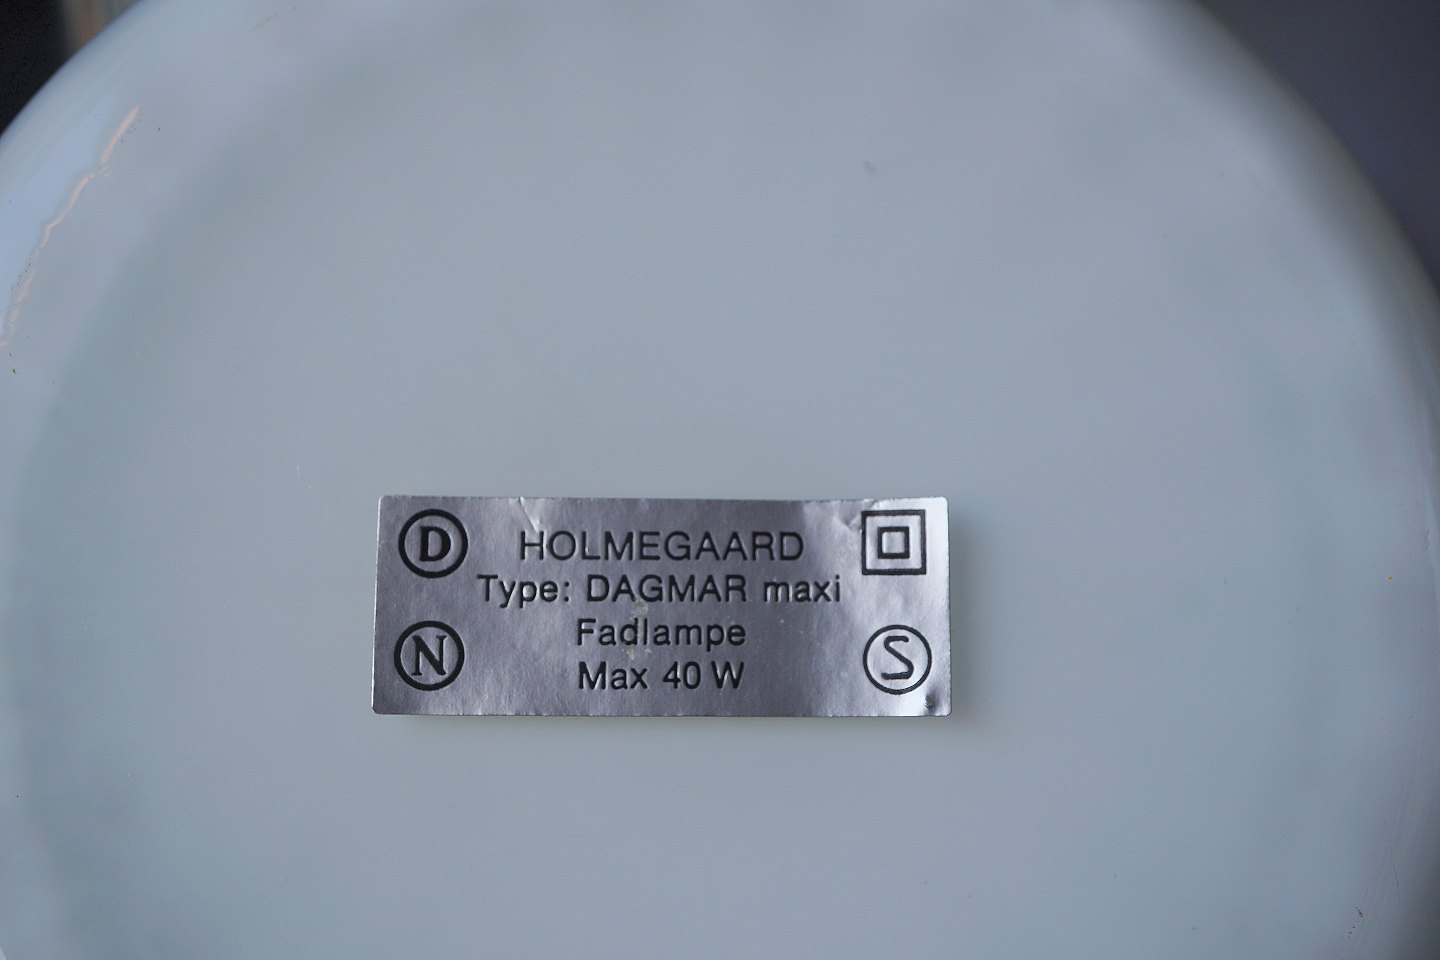 D HOLMEGAARD
Type: DAGMAR maxi
Fadlampe
N Max 40 W S